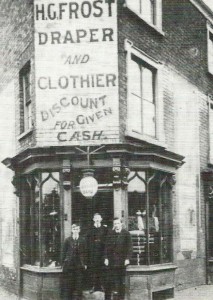 H.G. FROST
DRAPER
AND
CLOTHIER
DISCOUNT
FOR GIVEN
CASH.